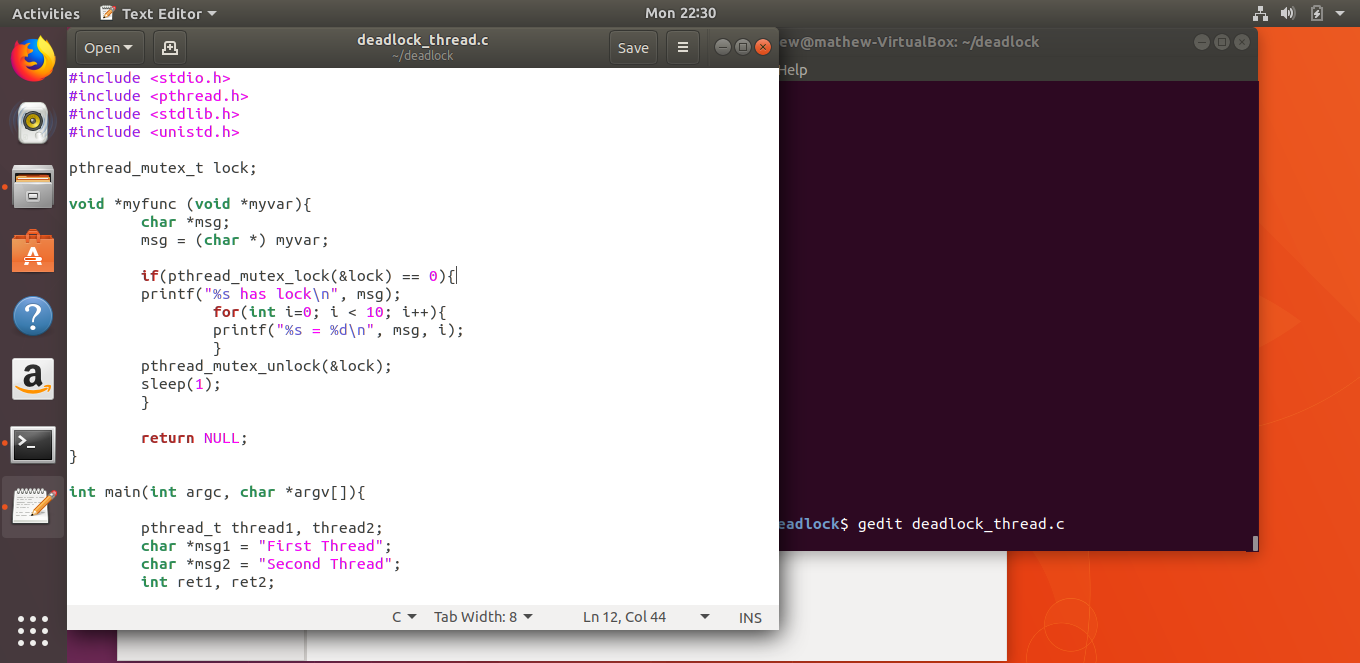 Activities Text Editor Mon 22:30
Open deadlock_thread.c Save
~/deadlock
#include <stdio.h>
#include <pthread.h>
#include <stdlib.h>
#include <unistd.h>
pthread_mutex_t lock;
void *myfunc (void *myvar){
char *msg;
msg = (char *) myvar;
if(pthread_mutex_lock(&lock) == 0){
printf("%s has lock\n", msg);
for(int i=0; i < 10; i++){
printf("%s = %d\n", msg, i);
}
pthread_mutex_unlock(&lock);
sleep(1);
}
return NULL;
}
int main(int argc, char *argv[]){
pthread_t thread1, thread2;
char *msg1 = "First Thread";
char *msg2 = "Second Thread";
int ret1, ret2;
C Tab Width: 8 Ln 12, Col 44 INS
ew@mathew-VirtualBox: ~/deadlock
Help
eadlock$ gedit deadlock_thread.c